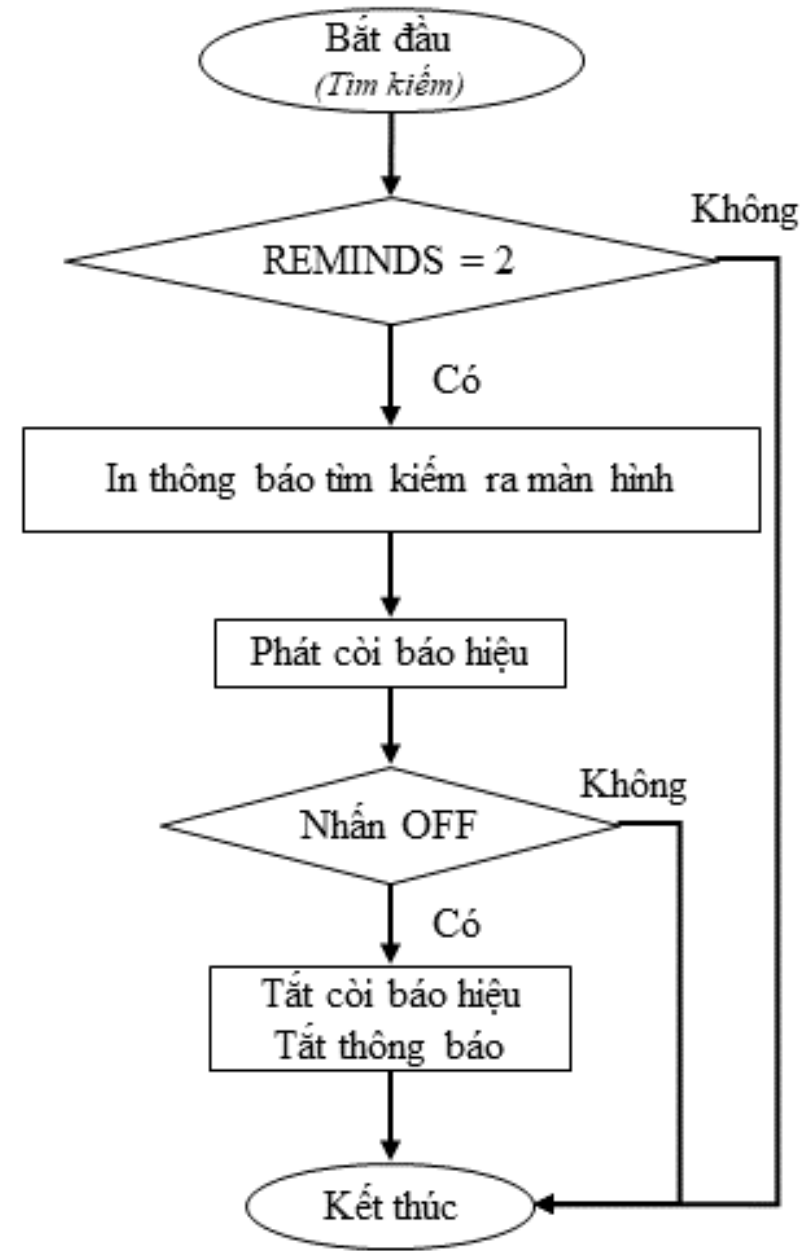 Bắt đầu
(Tìm kiếm)
Không
REMINDS = 2
Có
In thông báo tìm kiếm ra màn hình
Phát còi báo hiệu
Không
Nhấn OFF
Có
Tắt còi báo hiệu
Tắt thông báo
Kết thúc